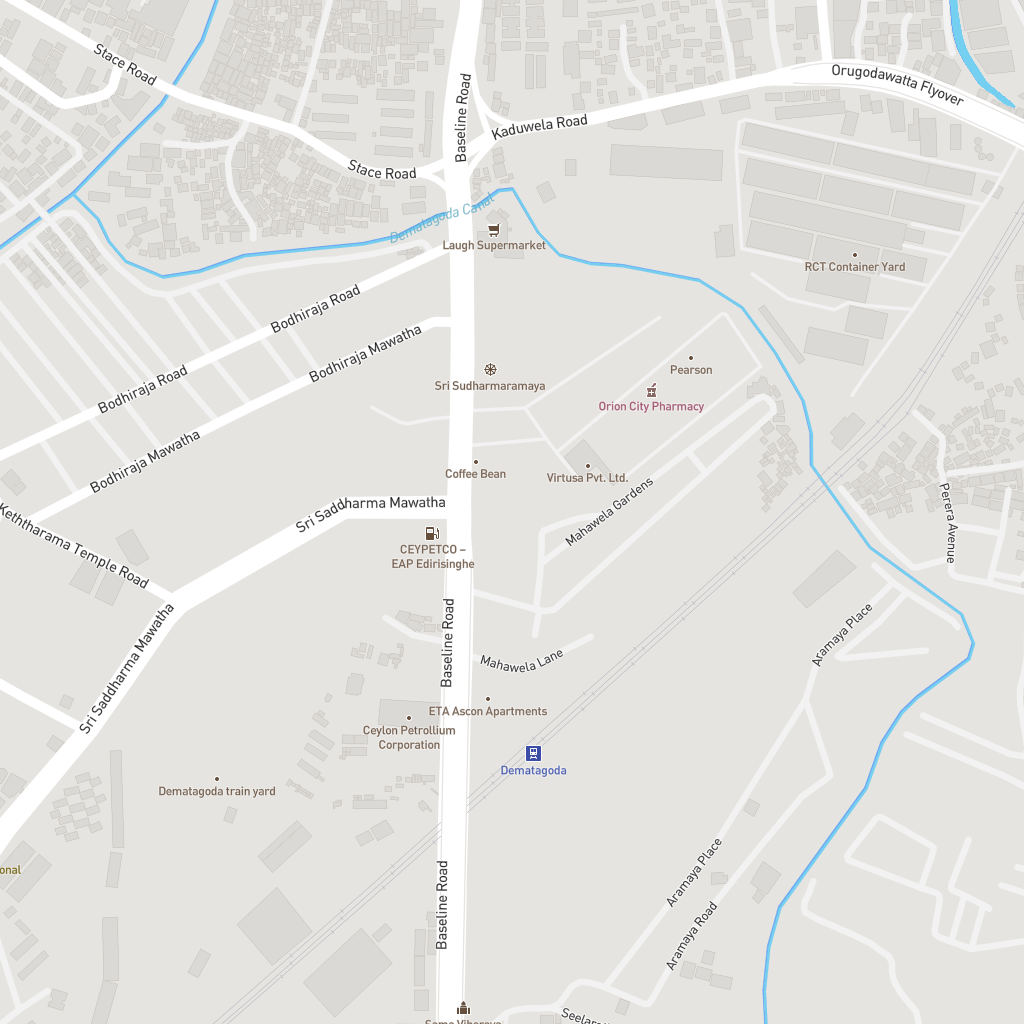 Stace Road
Baseline Road
Orugodawatta Flyover
Kaduwela Road
Stace Road
Dematagoda Canal
Laugh Supermarket
RCT Container Yard
Bodhiraja Road
Bodhiraja Mawatha
Sri Sudharmaramaya
Pearson
Bodhiraja Road
Orion City Pharmacy
Bodhiraja Mawatha
Coffee Bean
Virtusa Pvt. Ltd.
Sri Saddharma Mawatha
Mahawela Gardens
Perera Avenue
Keththarama Temple Road
CEYPETCO –
EAP Edirisinghe
Sri Saddharma Mawatha
Baseline Road
Aramaya Place
Mahawela Lane
ETA Ascon Apartments
Ceylon Petrollium
Corporation
Dematagoda
Dematagoda train yard
onal
Baseline Road
Aramaya Place
Aramaya Road